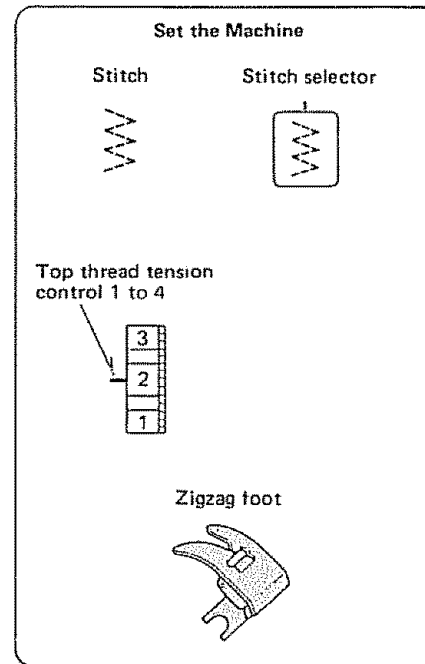 Set the Machine
Stitch
Stitch selector
Top thread tension
control 1 to 4
3
2
1
Zigzag foot